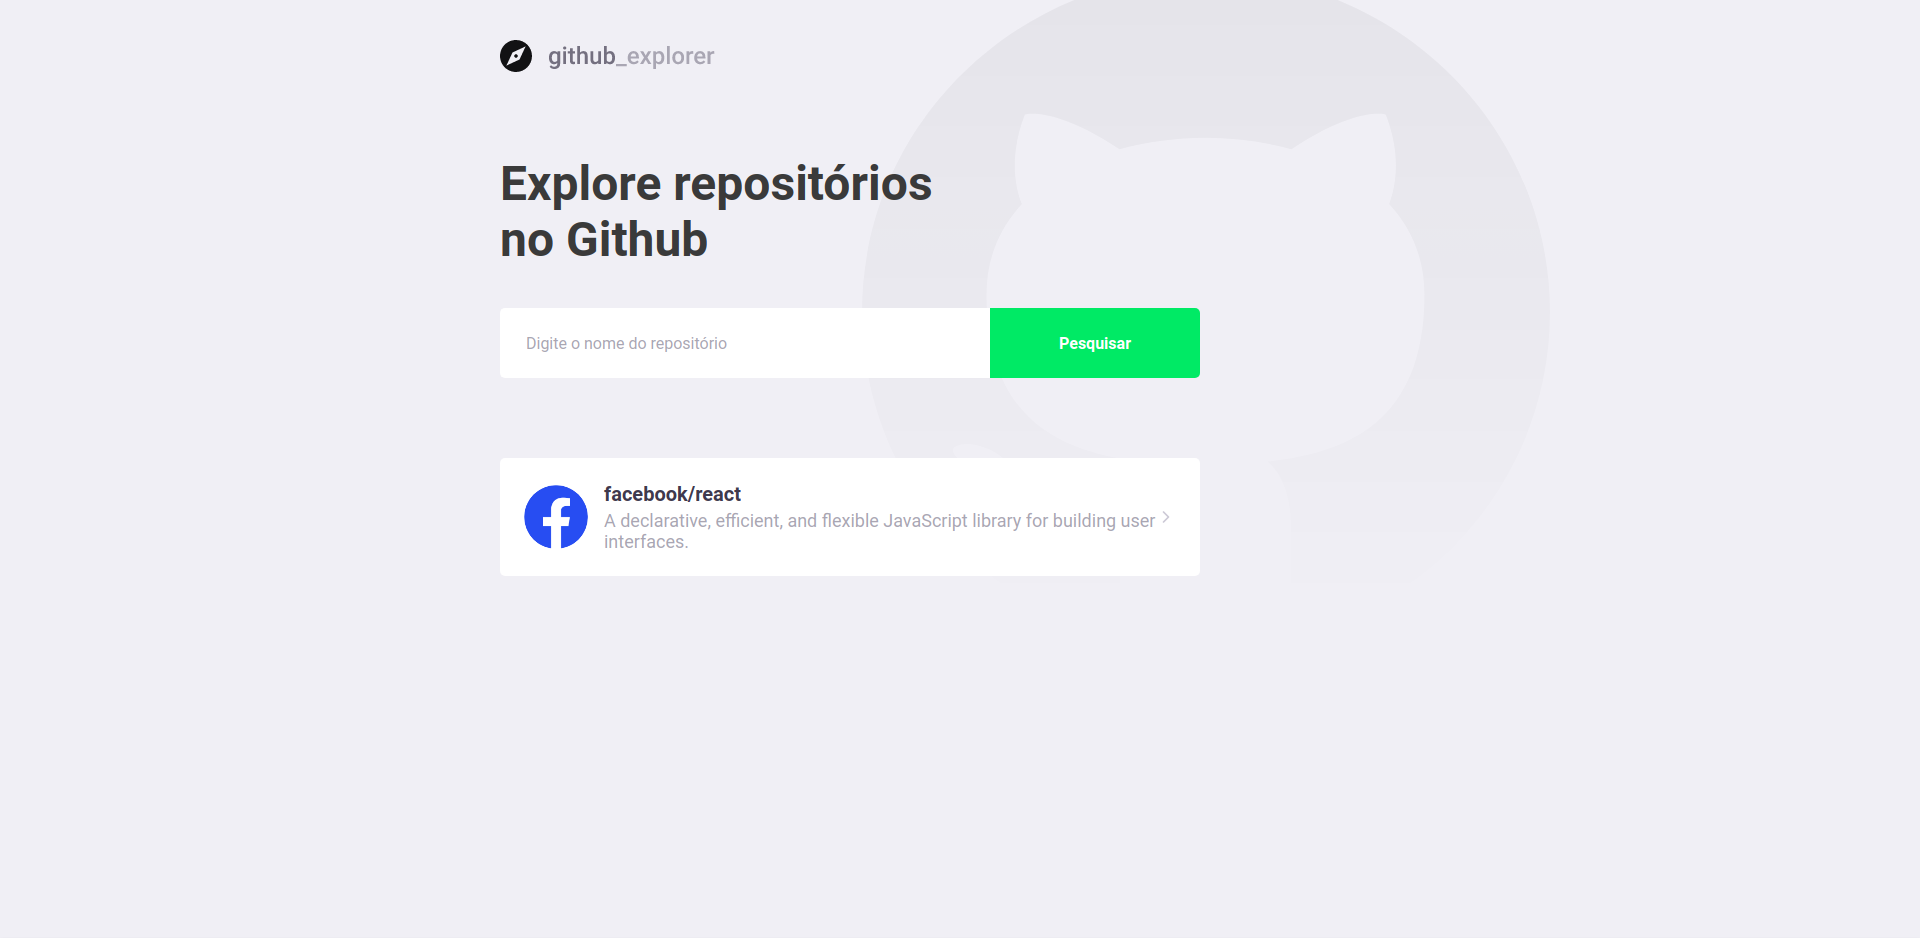 github_explorer
Explore repositórios
no Github
Digite o nome do repositório
Pesquisar
facebook/react
A declarative, efficient, and flexible JavaScript library for building user
interfaces.